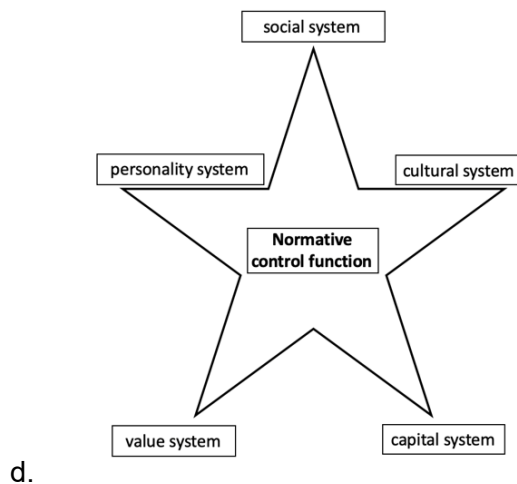 social system
personality system
cultural system
Normative
control function
value system
capital system
d.